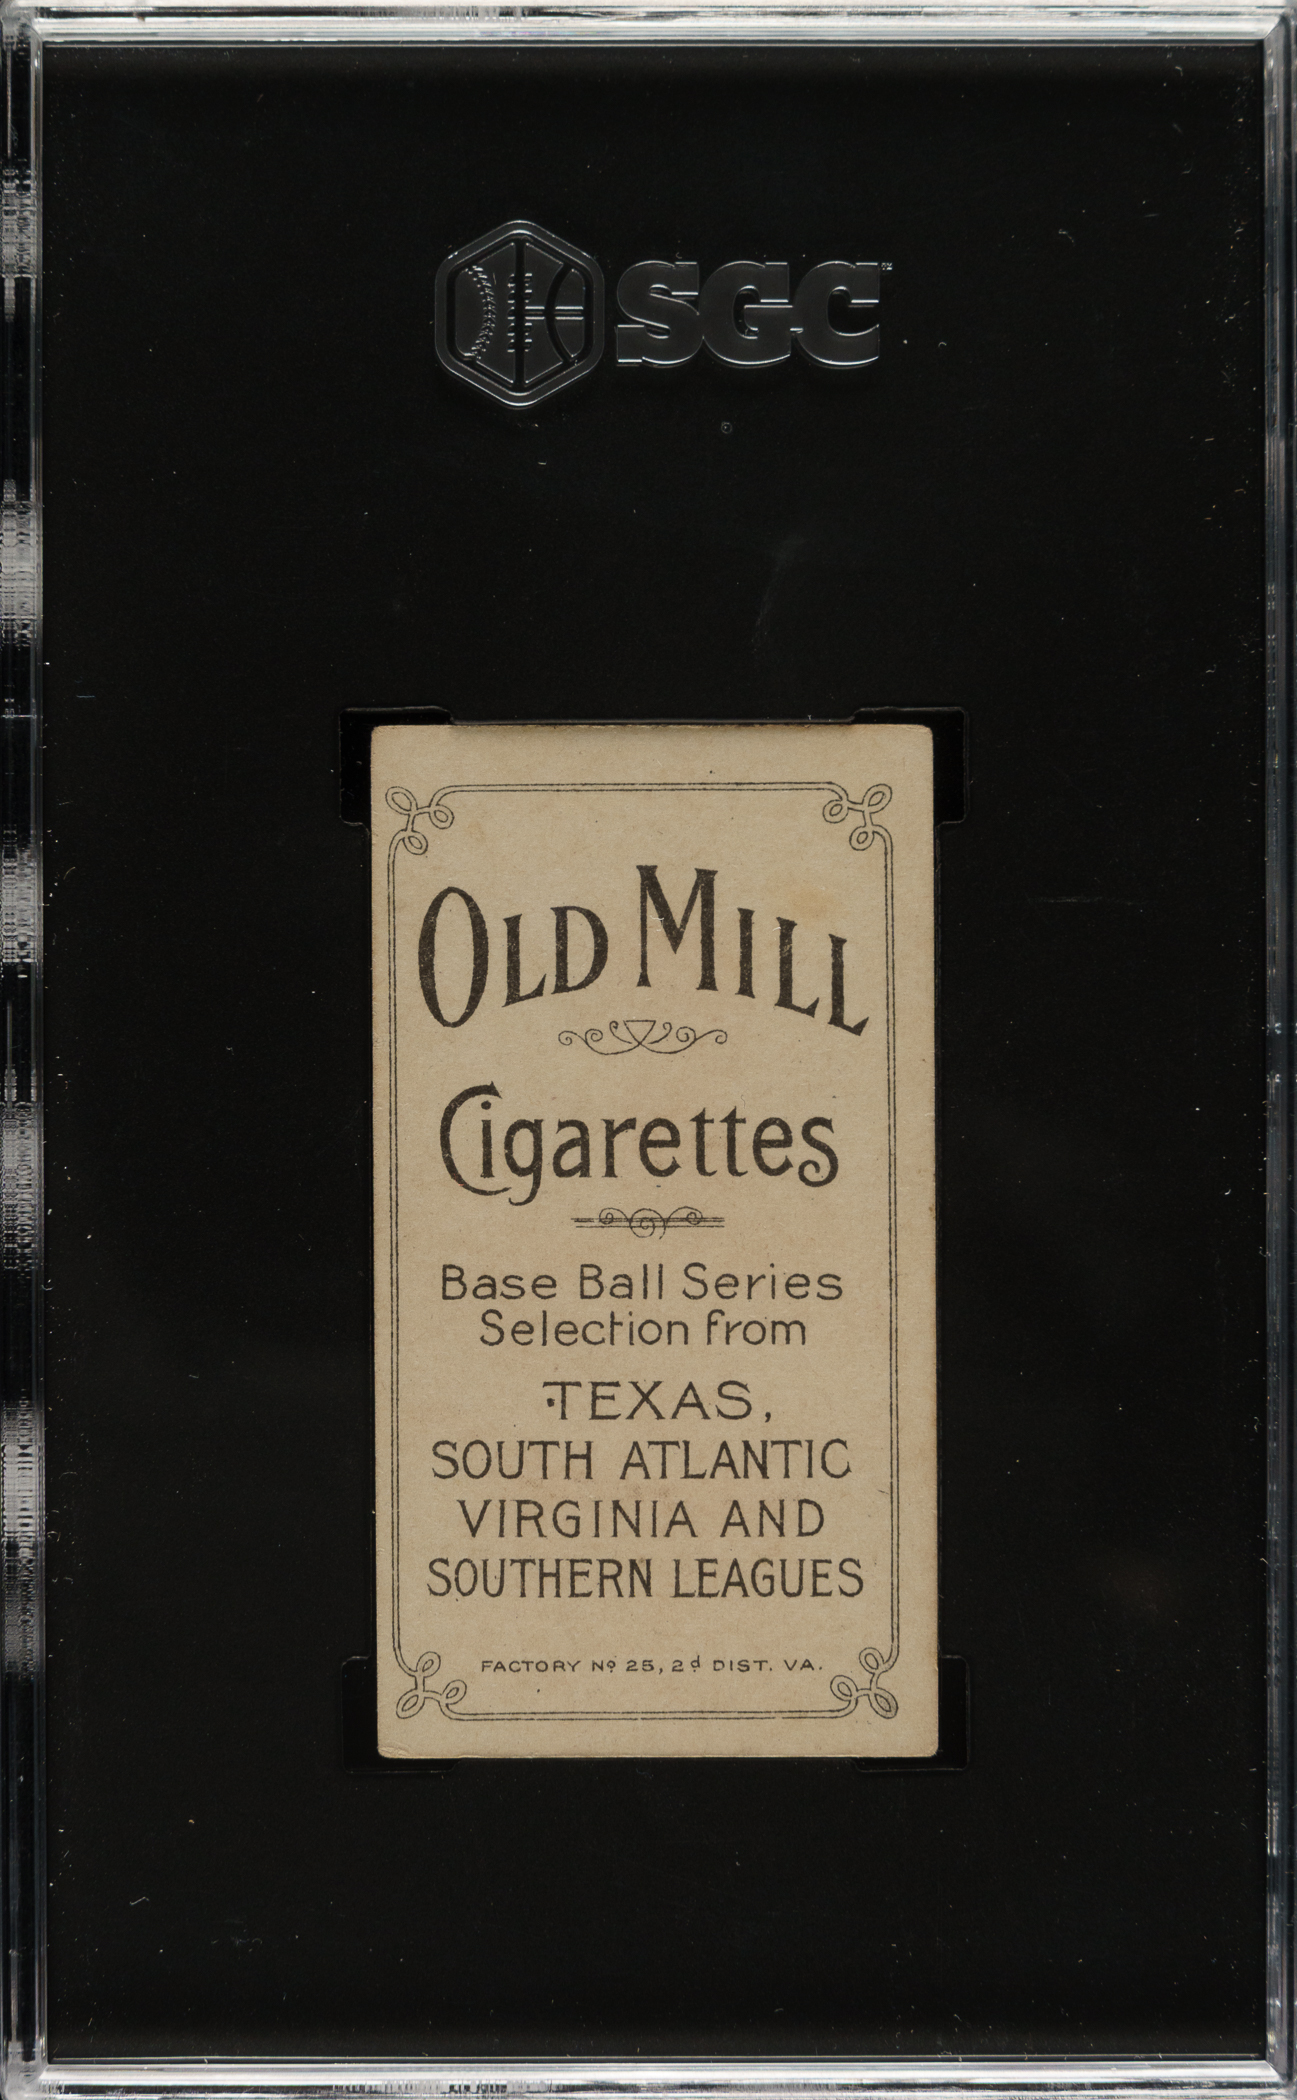 SGC
OLD MILL
Cigarettes
Base Ball Series
Selection from
TEXAS,
SOUTH ATLANTIC
VIRGINIA AND
SOUTHERN LEAGUES
FACTORY Nº 25, 2d DIST. VA.